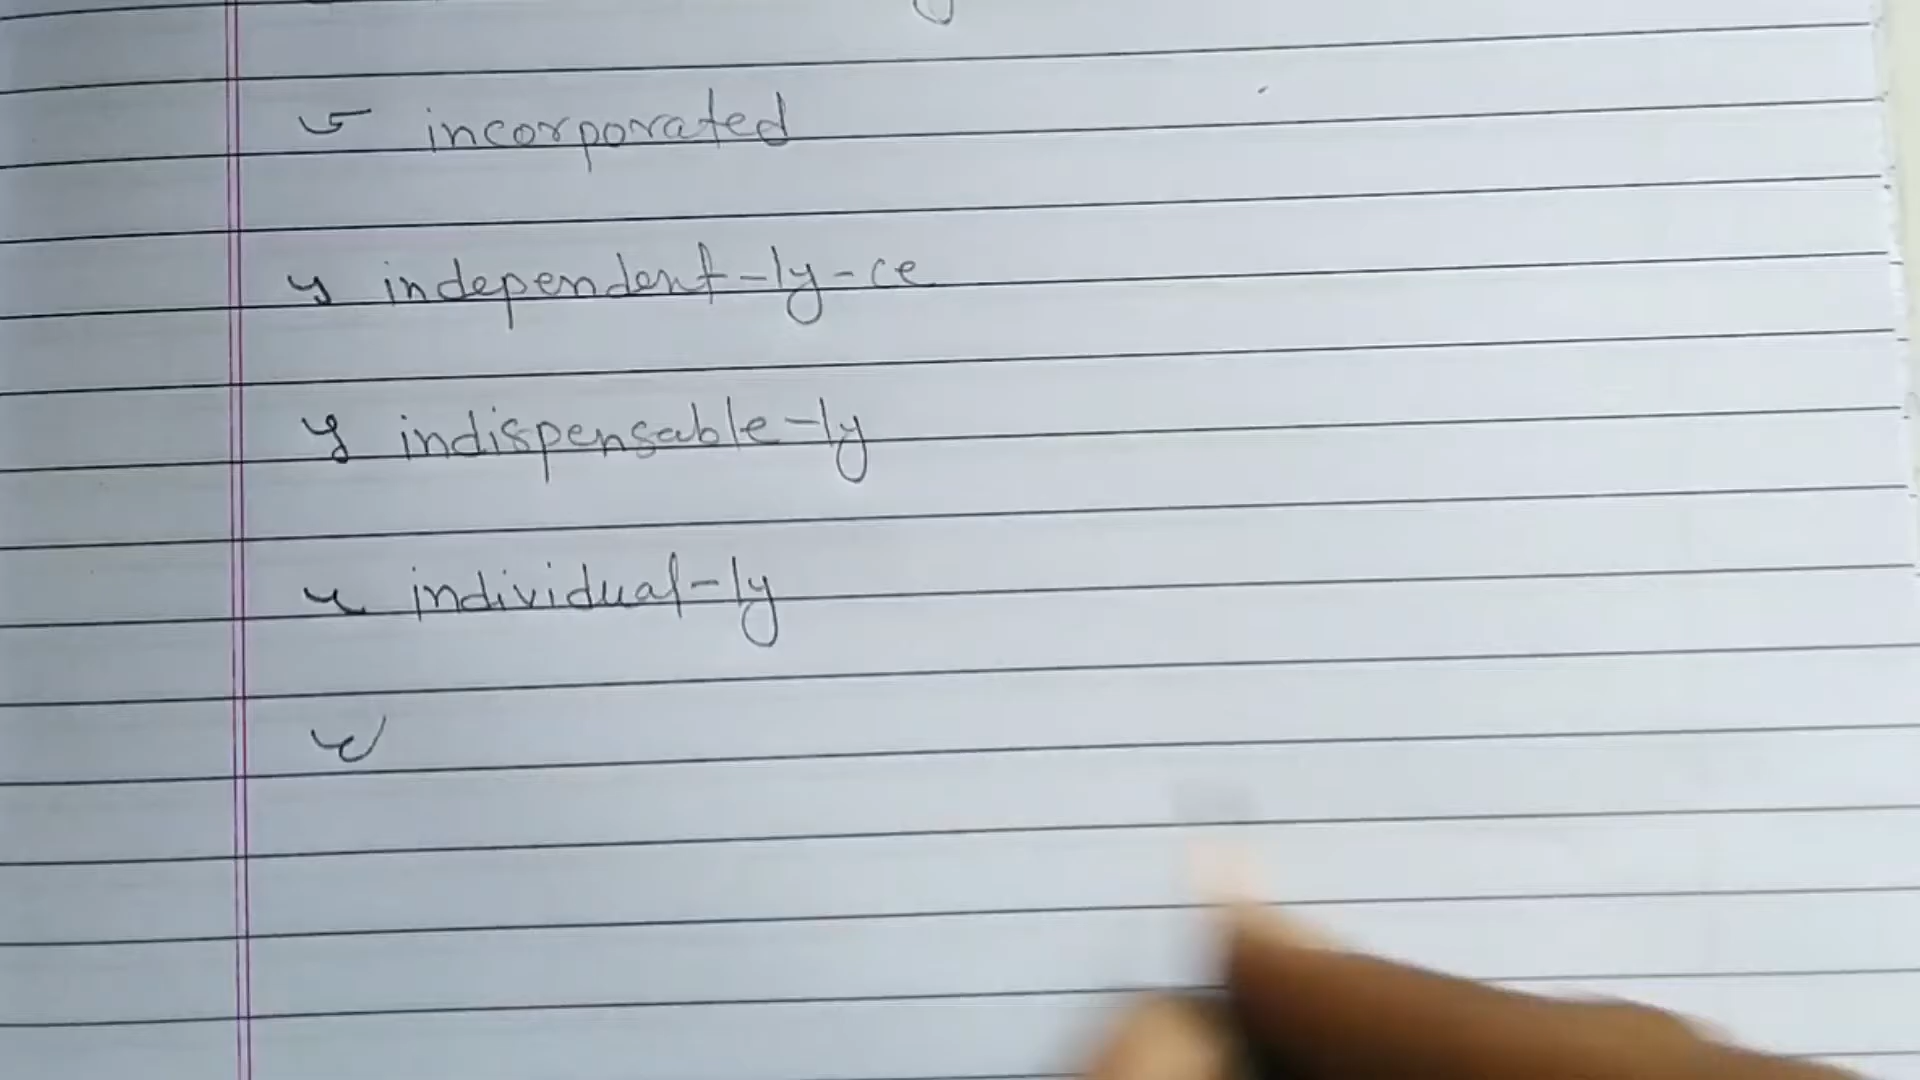 incorporated
independent-ly-ce
indispensable-ly
individual-ly